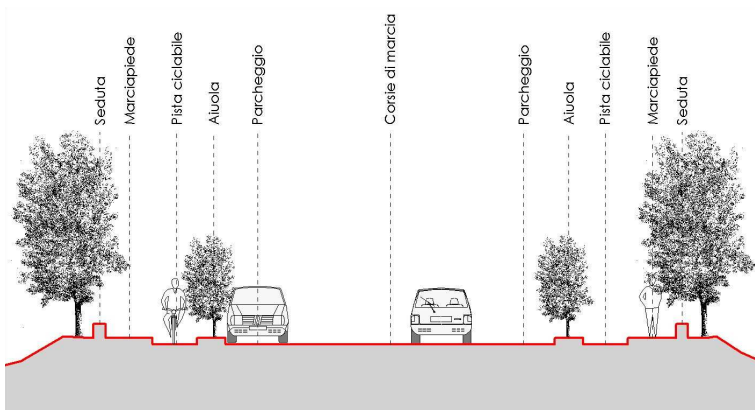 Seduta
Marciapiede
Pista ciclabile
Aiuola
Parcheggio
Corsie di marcia
Parcheggio
Aiuola
Pista ciclabile
Marciapiede
Seduta